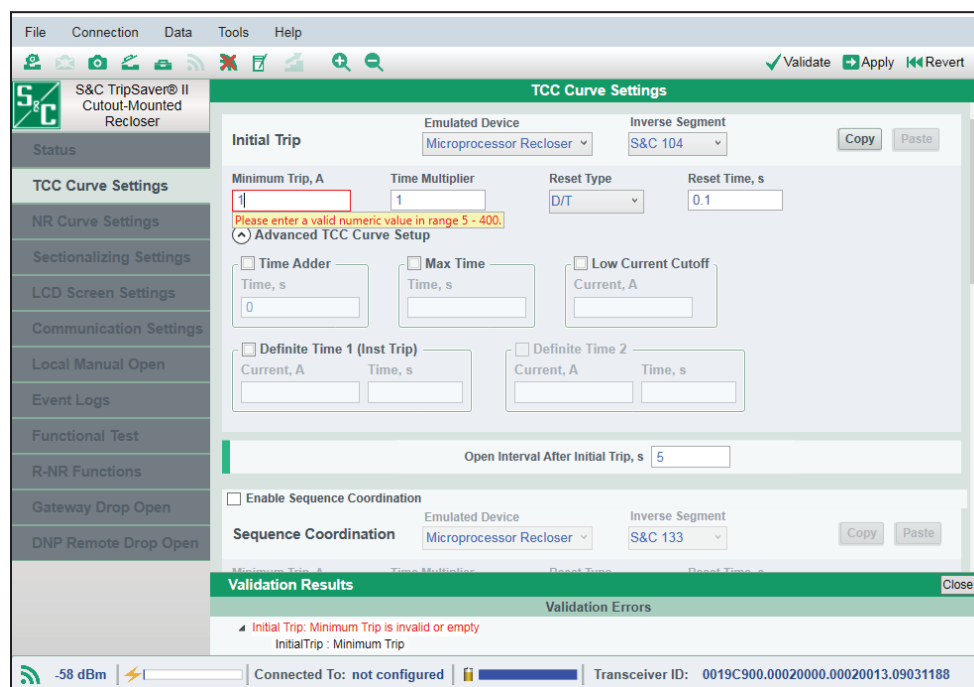 File Connection Data Tools Help
Validate Apply Revert
S&C
S&C TripSaver® II
Cutout-Mounted
Recloser
Status
TCC Curve Settings
NR Curve Settings
Sectionalizing Settings
LCD Screen Settings
Communication Settings
Local Manual Open
Event Logs
Functional Test
R-NR Functions
Gateway Drop Open
DNP Remote Drop Open
TCC Curve Settings
Emulated Device Inverse Segment
Initial Trip Microprocessor Recloser S&C 104 Copy Paste
Minimum Trip, A Time Multiplier Reset Type Reset Time, s
1 1 D/T 0.1
Please enter a valid numeric value in range 5 - 400.
Advanced TCC Curve Setup
Time Adder Max Time Low Current Cutoff
Time, s Time, s Current, A
0
Definite Time 1 (Inst Trip) Definite Time 2
Current, A Time, s Current, A Time, s
Open Interval After Initial Trip, s 5
Enable Sequence Coordination
Emulated Device Inverse Segment
Sequence Coordination Microprocessor Recloser S&C 133 Copy Paste
Minimum Trip, A Time Multiplier Reset Type Reset Time, s
Validation Results Close
Validation Errors
Initial Trip: Minimum Trip is invalid or empty
InitialTrip : Minimum Trip
-58 dBm Connected To: not configured Transceiver ID: 0019C900.00020000.00020013.09031188